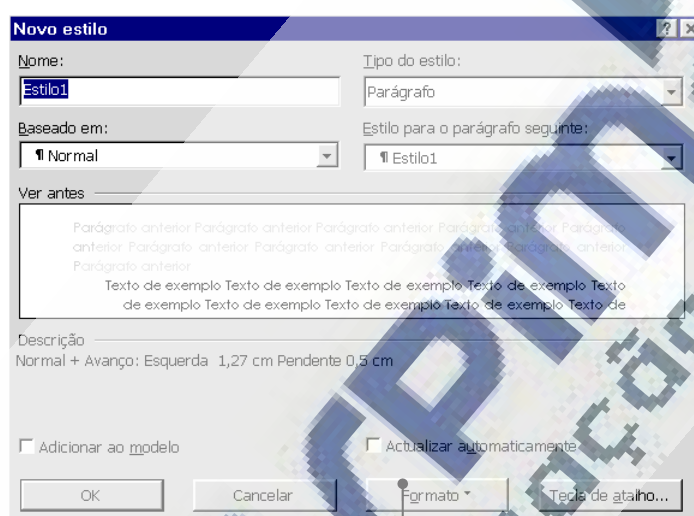 Novo estilo
Nome:
Tipo do estilo:
Estilo1
Parágrafo
Baseado em:
Estilo para o parágrafo seguinte:
¶ Normal
¶ Estilo1
Ver antes
Parágrafo anterior Parágrafo anterior Parágrafo anterior Parágrafo anterior Parágrafo
anterior Parágrafo anterior Parágrafo anterior Parágrafo anterior Parágrafo anterior
Parágrafo anterior
Texto de exemplo Texto de exemplo Texto de exemplo Texto de exemplo Texto
de exemplo Texto de exemplo Texto de exemplo Texto de exemplo Texto de
Descrição
Normal + Avanço: Esquerda 1,27 cm Pendente 0,5 cm
Adicionar ao modelo
Actualizar automaticamente
OK
Cancelar
Formato
Tecla de atalho...